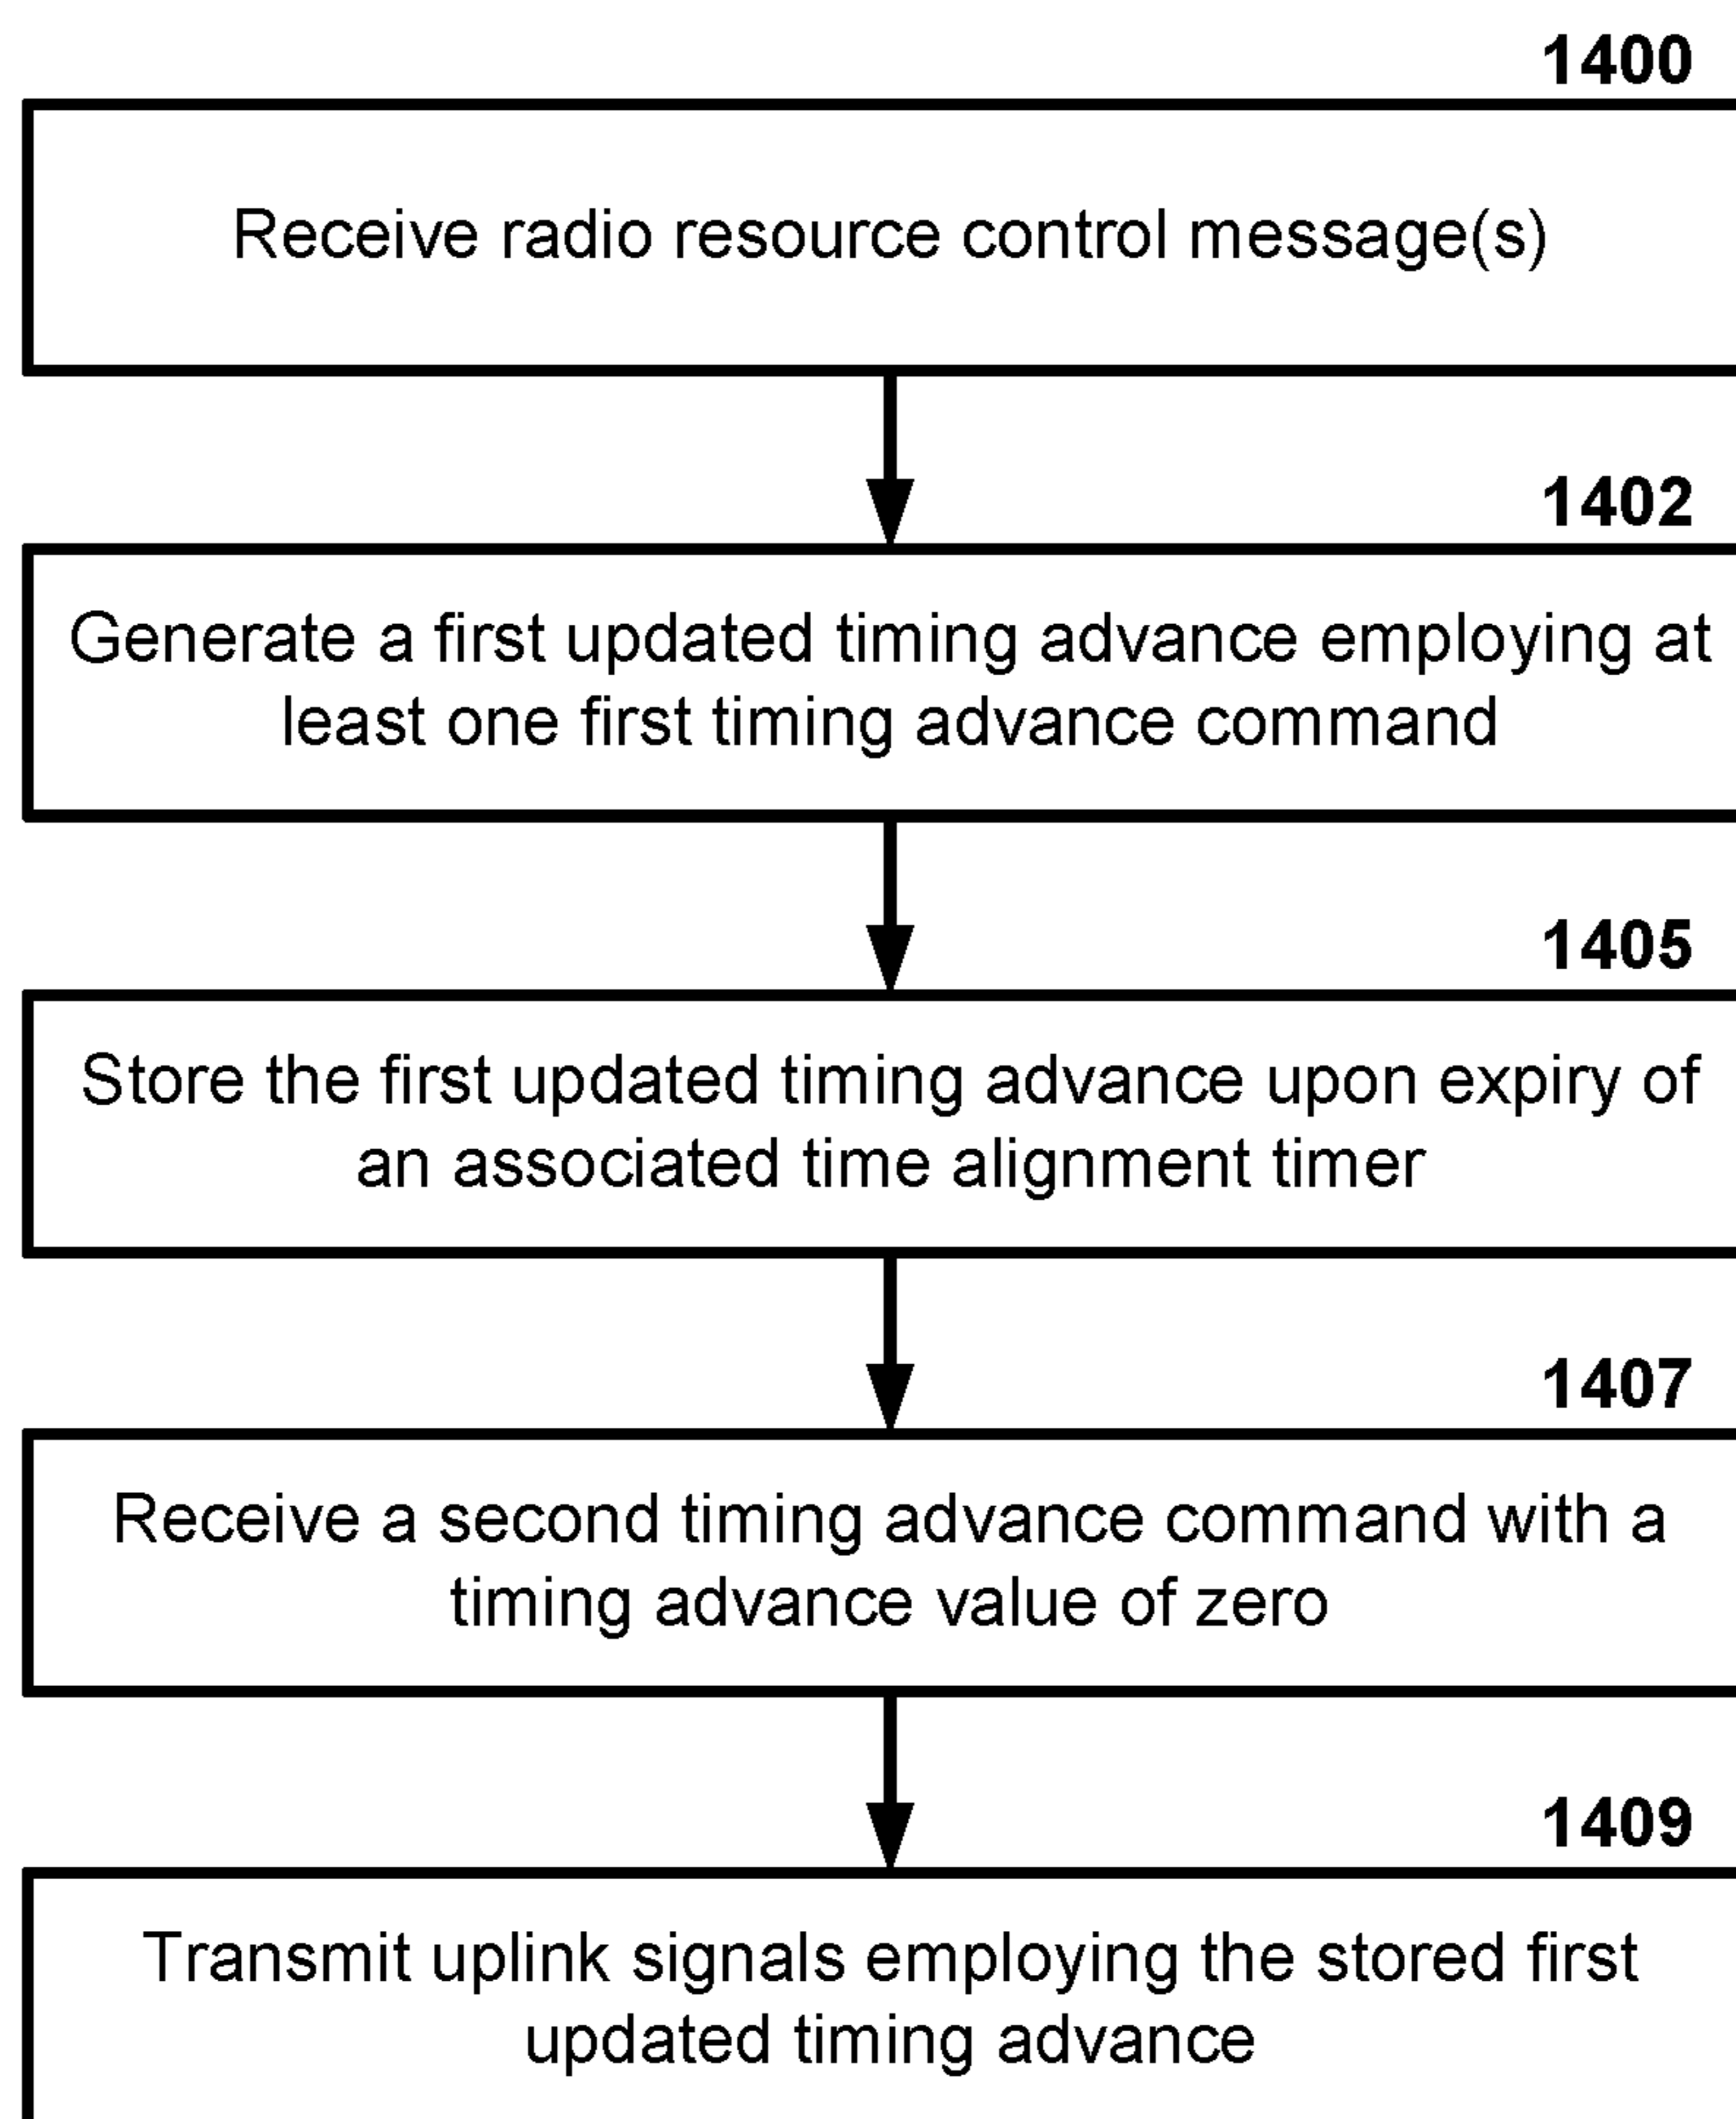 1400
Receive radio resource control message(s)
1402
Generate a first updated timing advance employing at
least one first timing advance command
1405
Store the first updated timing advance upon expiry of
an associated time alignment timer
1407
Receive a second timing advance command with a
timing advance value of zero
1409
Transmit uplink signals employing the stored first
updated timing advance